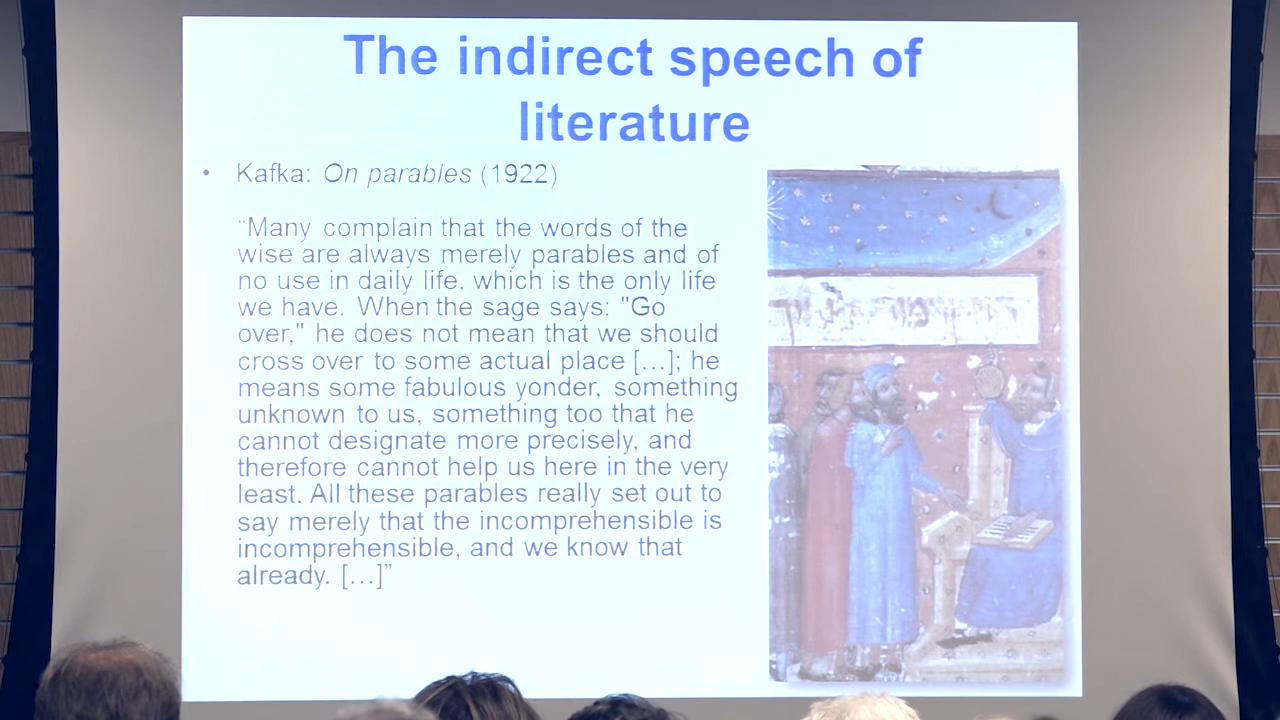 The indirect speech of
literature
• Kafka: On parables (1922)
“Many complain that the words of the
wise are always merely parables and of
no use in daily life, which is the only life
we have. When the sage says: "Go
over," he does not mean that we should
cross over to some actual place […]; he
means some fabulous yonder, something
unknown to us, something too that he
cannot designate more precisely, and
therefore cannot help us here in the very
least. All these parables really set out to
say merely that the incomprehensible is
incomprehensible, and we know that
already. […]”